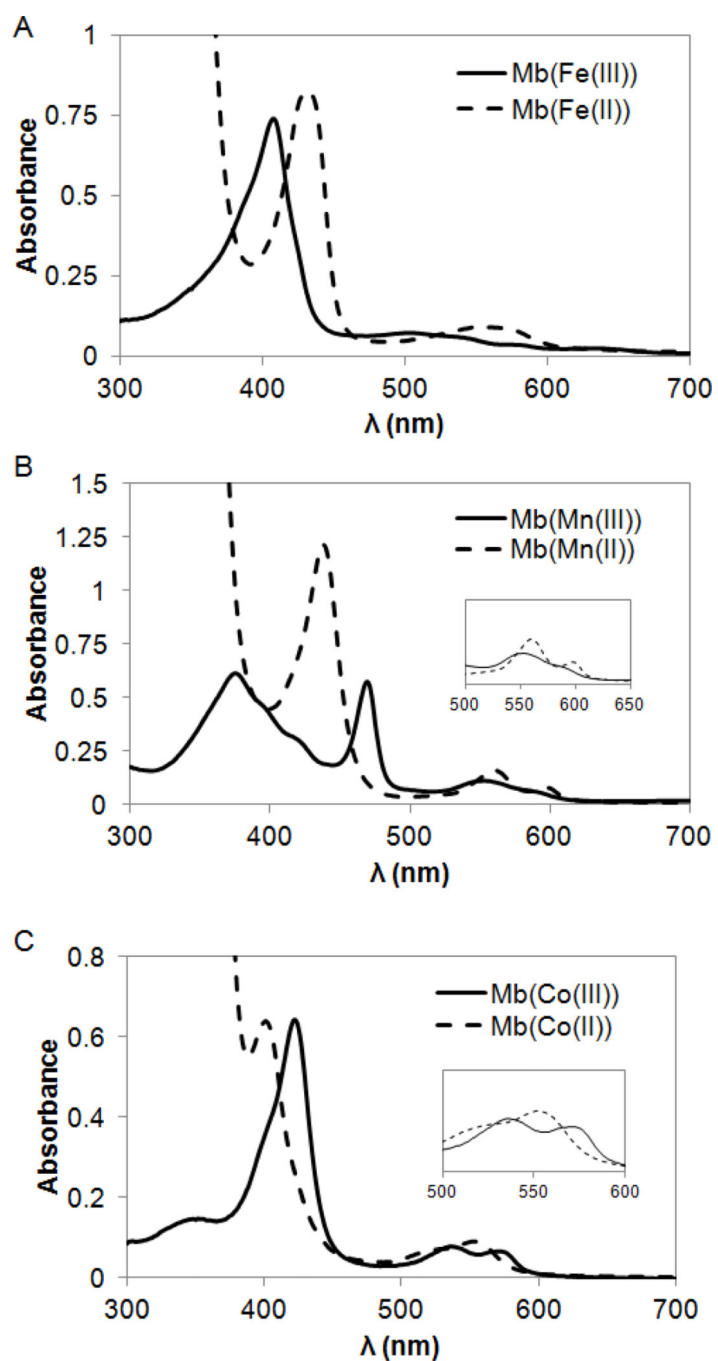 A
1
0.75
0.5
0.25
0
Absorbance
Mb(Fe(III))
Mb(Fe(II))
300 400 500 600 700
λ (nm)
B
1.5
1.25
1
0.75
0.5
0.25
0
Absorbance
Mb(Mn(III))
Mb(Mn(II))
500 550 600 650
300 400 500 600 700
λ (nm)
C
0.8
0.6
0.4
0.2
0
Absorbance
Mb(Co(III))
Mb(Co(II))
500 550 600
300 400 500 600 700
λ (nm)